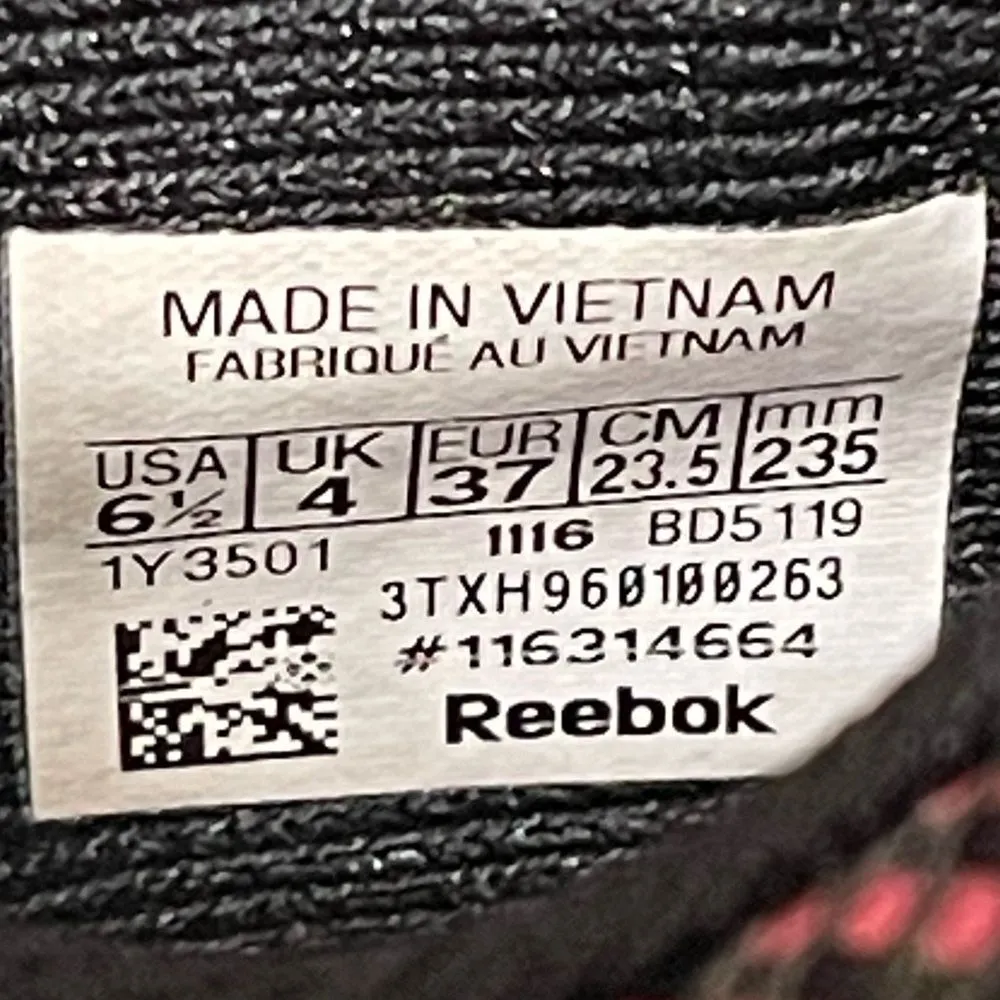 MADE IN VIETNAM
FABRIQUÉ AU VIETNAM
USA UK EUR CM mm
6½ 4 37 23.5 235
1Y3501 1116 BD5119
3TXH960100263
#116314664
Reebok